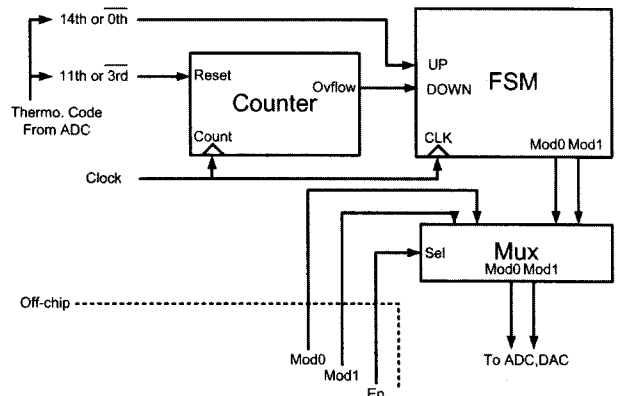 14th or 0th
UP
FSM
11th or 3rd
Reset
Ovflow
DOWN
Counter
Thermo. Code
From ADC
Count
CLK
Mod0 Mod1
Clock
Sel
Mux
Mod0 Mod1
Off-chip
Mod0
Mod1
En
To ADC,DAC